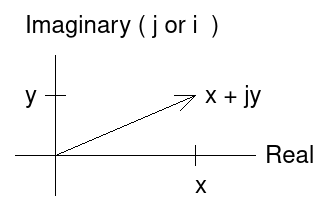 Imaginary ( j or i  )
y
x + jy
Real
x